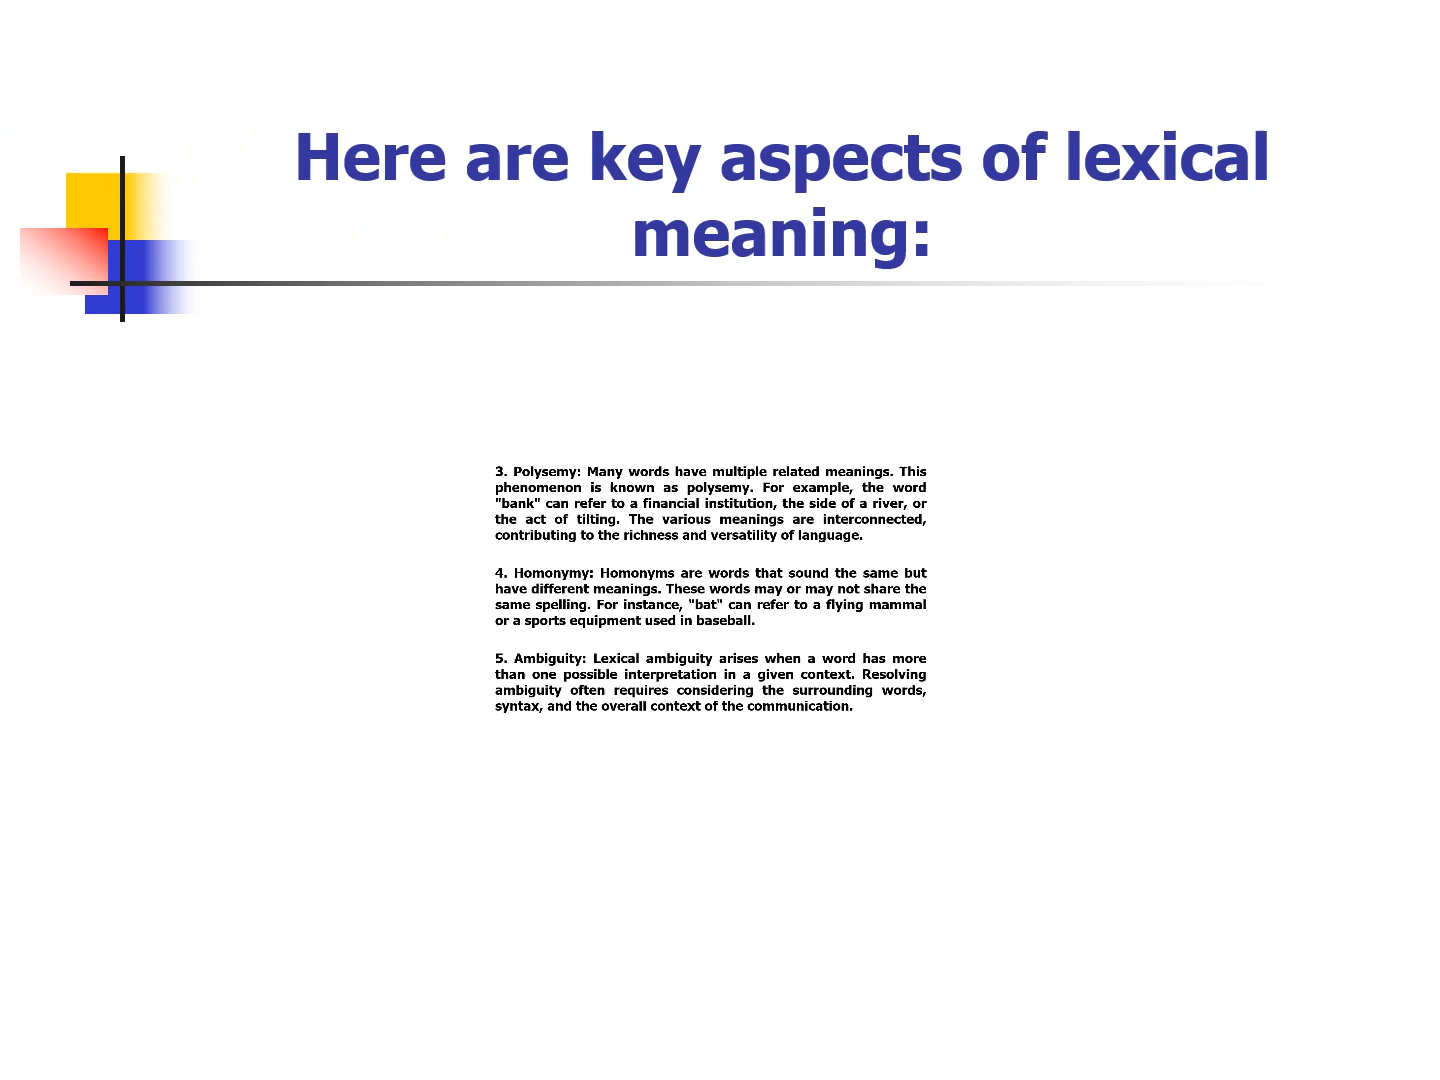 Here are key aspects of lexical
meaning:
3. Polysemy: Many words have multiple related meanings. This
phenomenon is known as polysemy. For example, the word
"bank" can refer to a financial institution, the side of a river, or
the act of tilting. The various meanings are interconnected,
contributing to the richness and versatility of language.
4. Homonymy: Homonyms are words that sound the same but
have different meanings. These words may or may not share the
same spelling. For instance, "bat" can refer to a flying mammal
or a sports equipment used in baseball.
5. Ambiguity: Lexical ambiguity arises when a word has more
than one possible interpretation in a given context. Resolving
ambiguity often requires considering the surrounding words,
syntax, and the overall context of the communication.